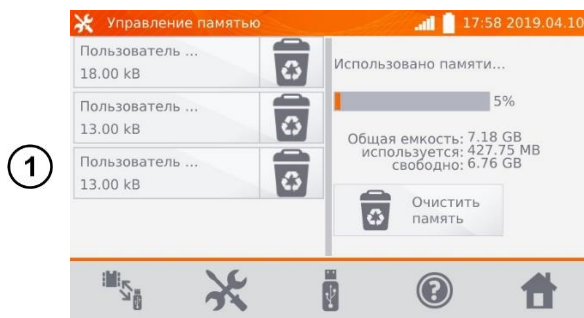 Управление памятью
17:58 2019.04.10
Пользователь ...
18.00 kB
Пользователь ...
13.00 kB
Пользователь ...
13.00 kB
Использовано памяти...
5%
Общая емкость: 7.18 GB
используется: 427.75 MB
свободно: 6.76 GB
Очистить
память
1